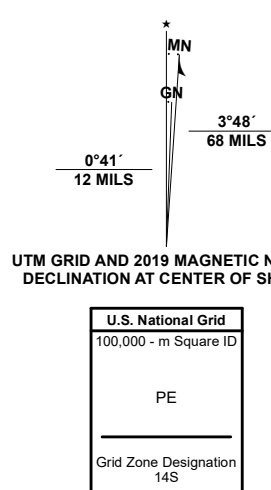 ★
MN
GN
3°48´
68 MILS
0°41´
12 MILS
UTM GRID AND 2019 MAGNETIC N
DECLINATION AT CENTER OF SH
U.S. National Grid
100,000 - m Square ID
PE
Grid Zone Designation
14S